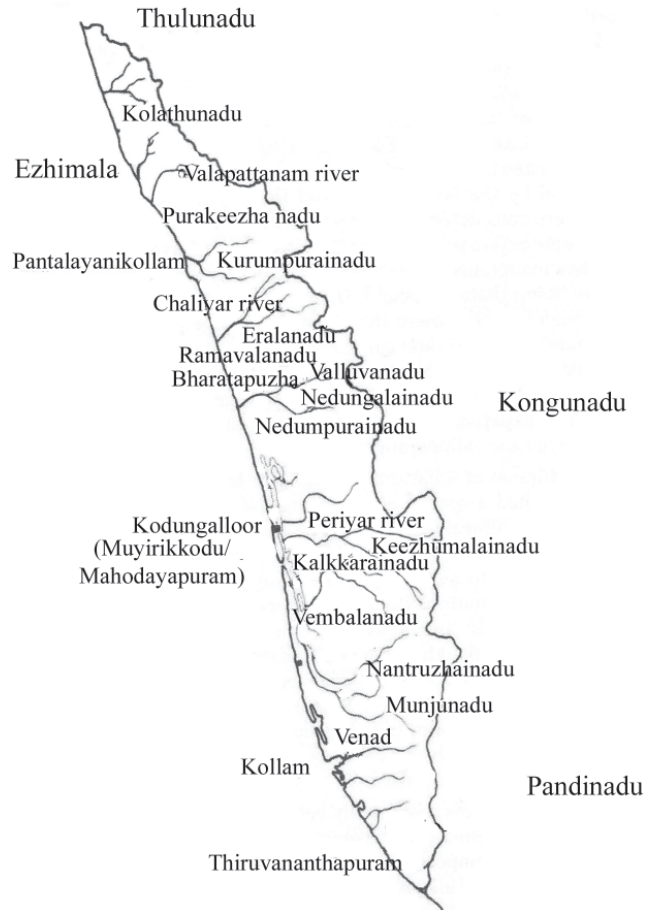 Thulunadu
Kolathunadu
Ezhimala
Valapattanam river
Purakeezha nadu
Pantalayanikollam
Kurumpurainadu
Chaliyar river
Eralanadu
Ramavalanadu
Valluvanadu
Bharatapuzha
Nedungalainadu
Kongunadu
Nedumpurainadu
Periyar river
Kodungalloor
(Muyirikkodu/
Mahodayapuram)
Keezhumalainadu
Kalkkarainadu
Vembalanadu
Nantruzhainadu
Munjunadu
Venad
Kollam
Pandinadu
Thiruvananthapuram